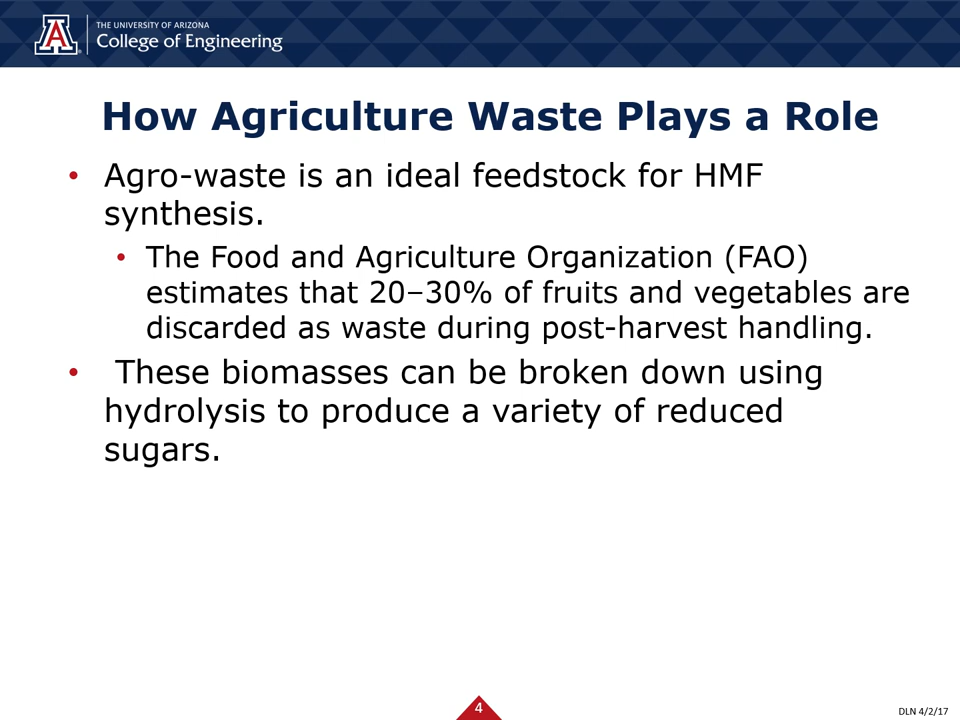 THE UNIVERSITY OF ARIZONA
College of Engineering
How Agriculture Waste Plays a Role
• Agro-waste is an ideal feedstock for HMF
synthesis.
• The Food and Agriculture Organization (FAO)
estimates that 20–30% of fruits and vegetables are
discarded as waste during post-harvest handling.
• These biomasses can be broken down using
hydrolysis to produce a variety of reduced
sugars.
4
DLN 4/2/17